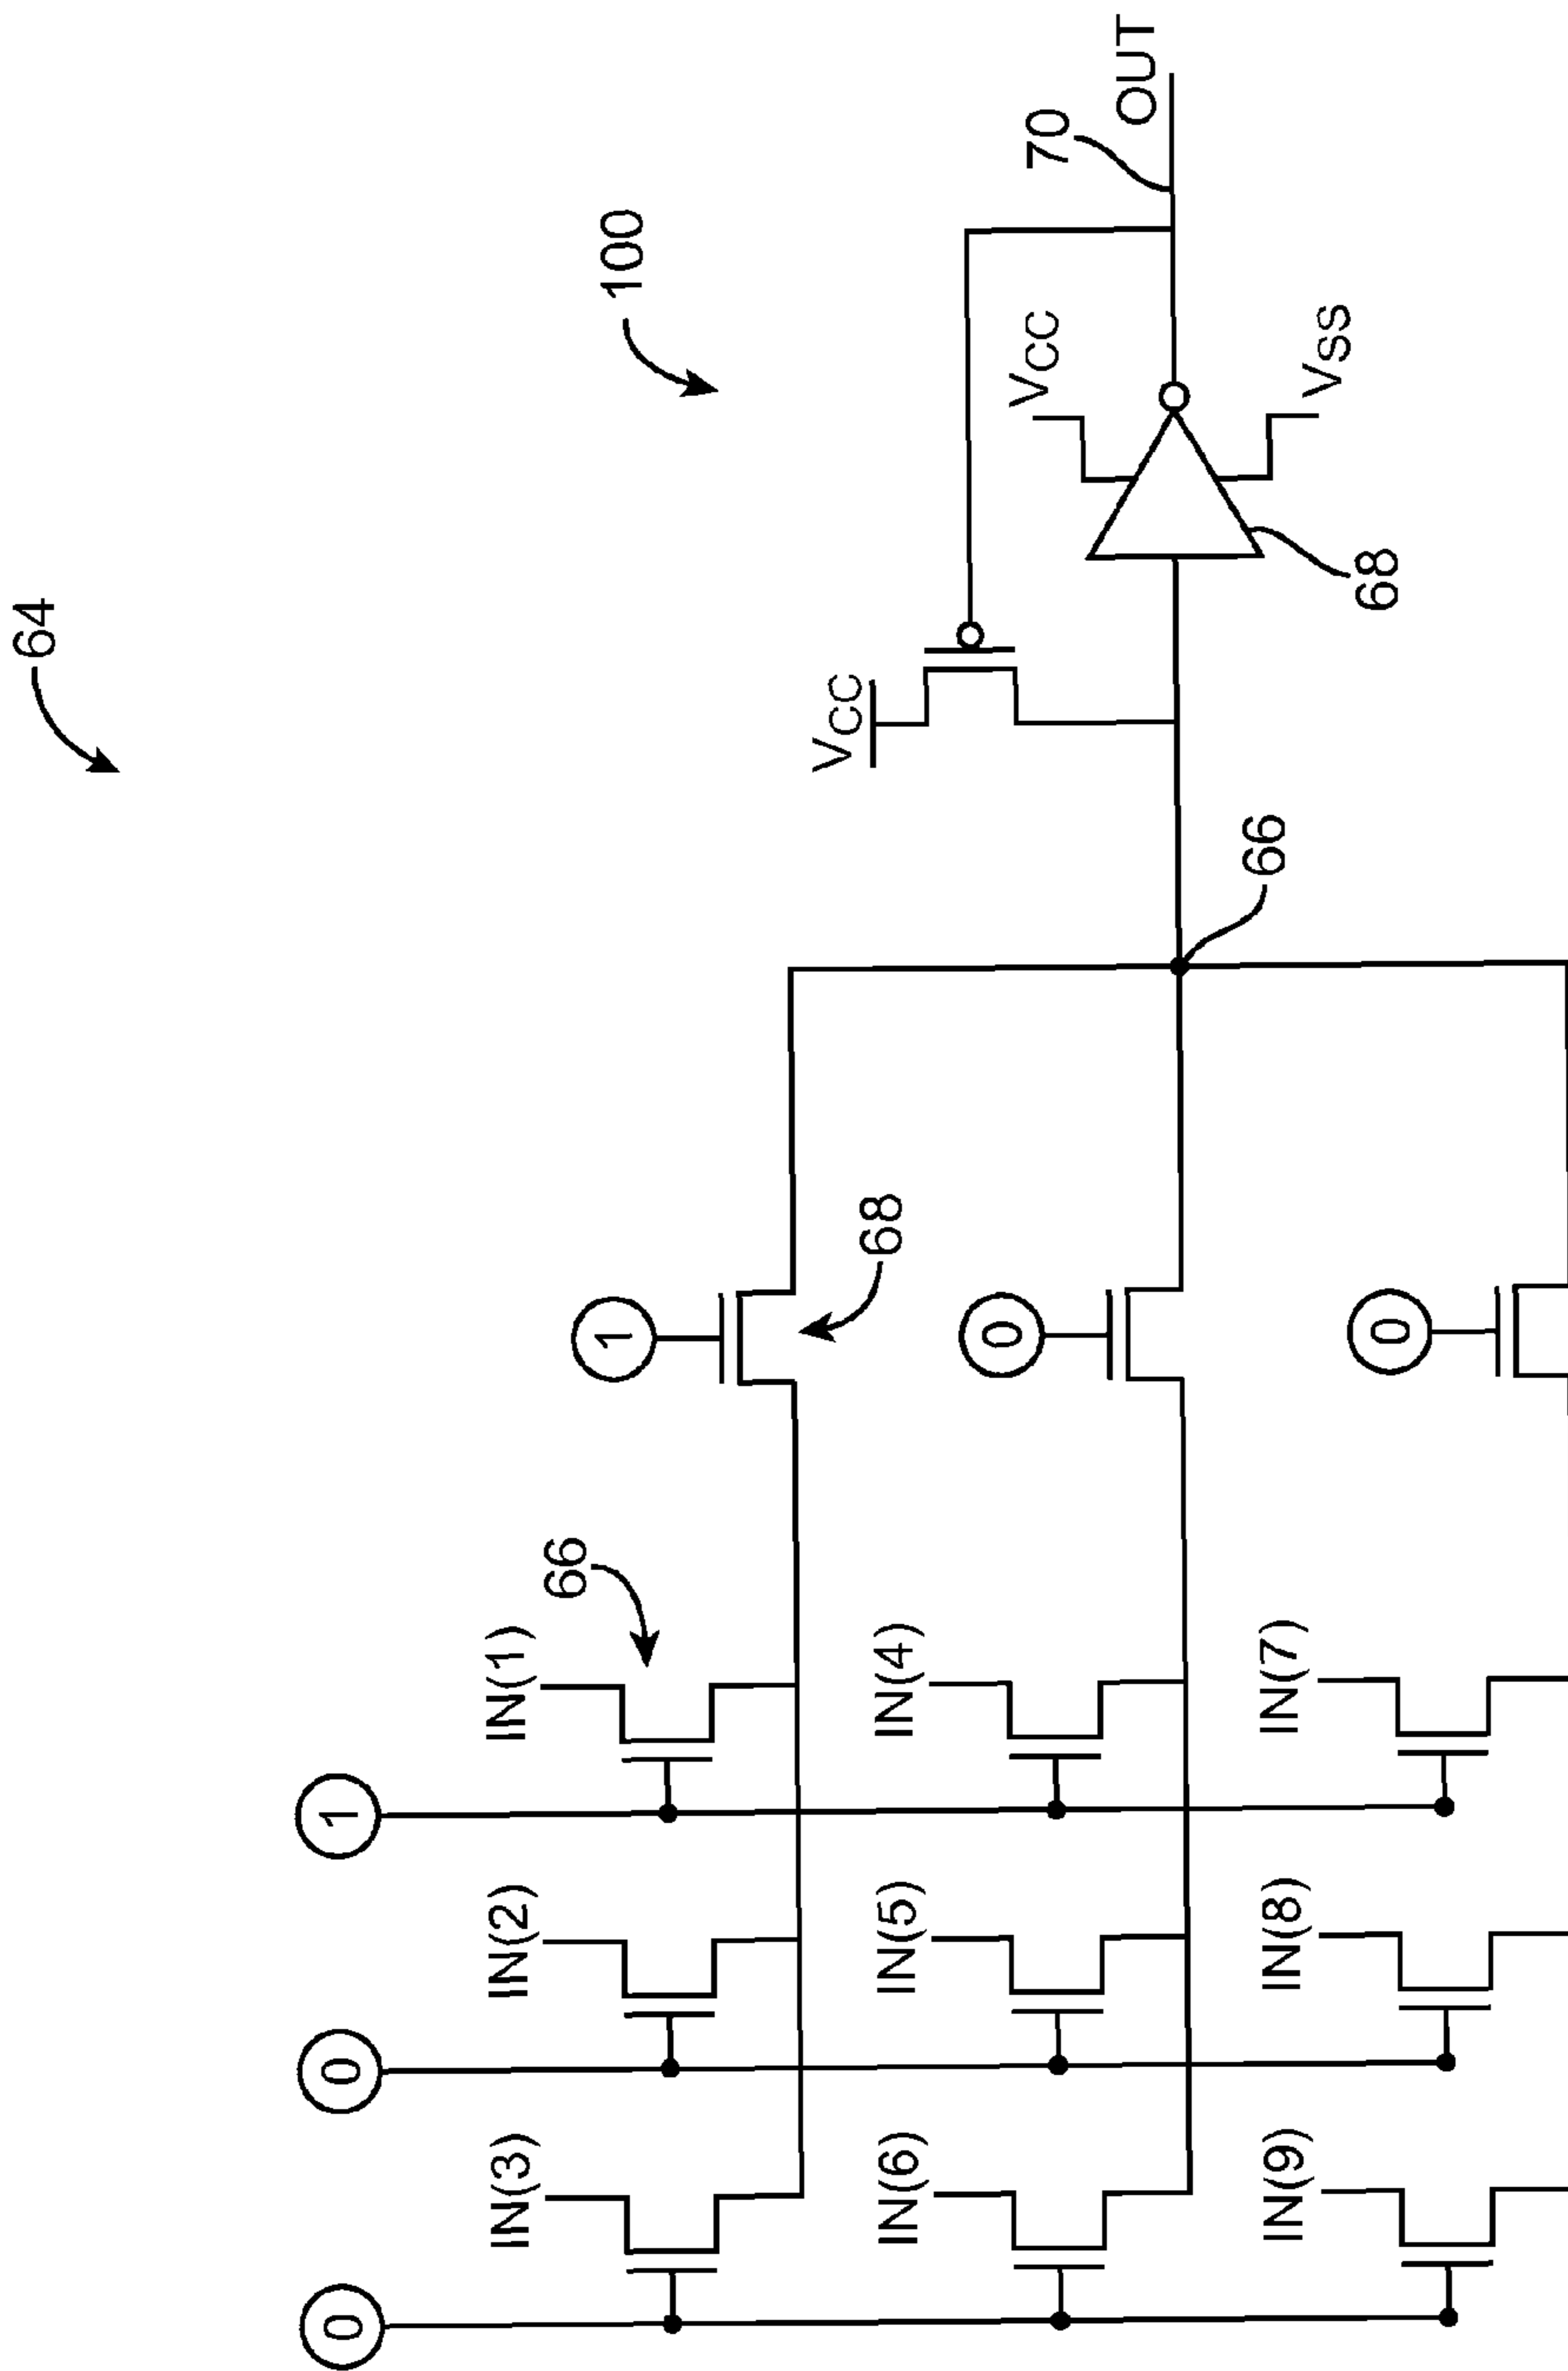 64
100
70
OUT
VCC
VSS
68
VCC
66
1
68
0
0
66
IN(1)
IN(4)
IN(7)
1
IN(2)
IN(5)
IN(8)
0
IN(3)
IN(6)
IN(9)
0